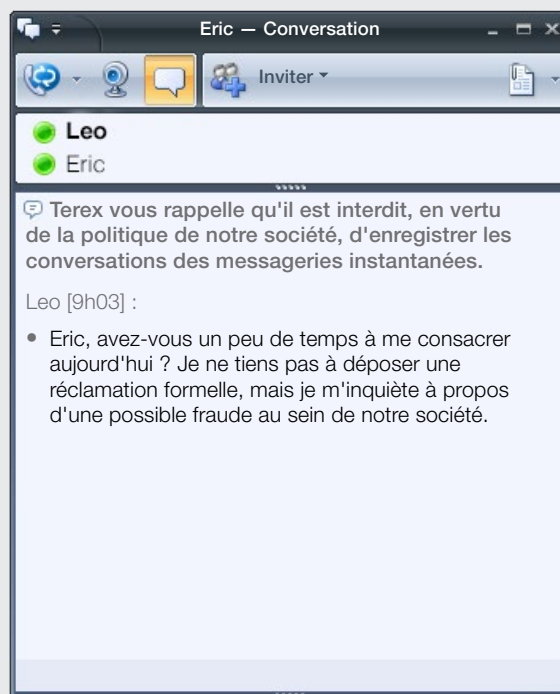 Eric — Conversation
Inviter
Leo
Eric
Terex vous rappelle qu'il est interdit, en vertu
de la politique de notre société, d'enregistrer les
conversations des messageries instantanées.
Leo [9h03] :
• Eric, avez-vous un peu de temps à me consacrer
aujourd'hui ? Je ne tiens pas à déposer une
réclamation formelle, mais je m'inquiète à propos
d'une possible fraude au sein de notre société.